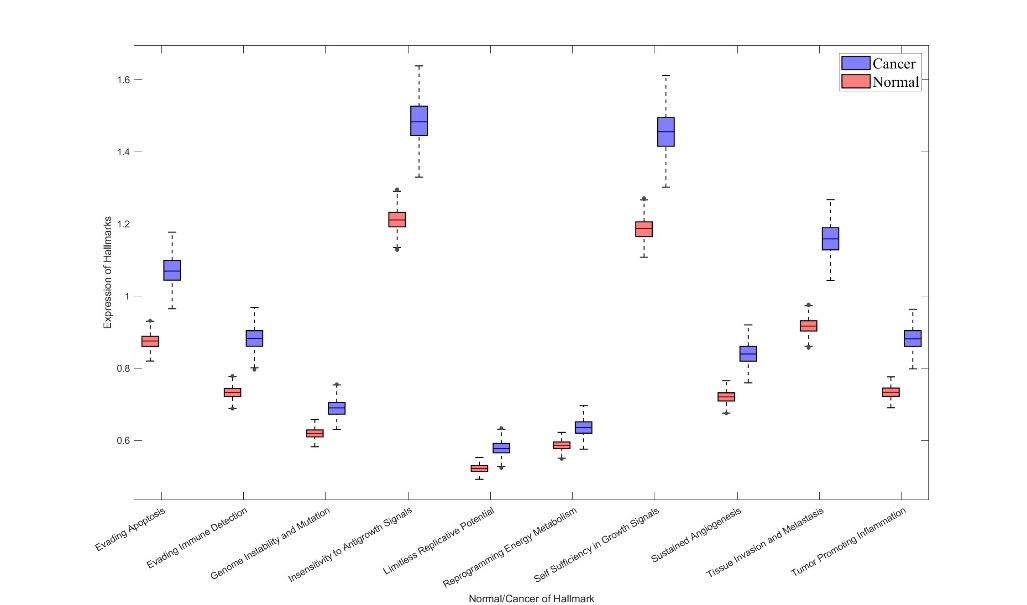 Cancer
Normal
1.6
1.4
1.2
1
0.8
0.6
Expression of Hallmarks
Evading Apoptosis
Evading Immune Detection
Genome Instability and Mutation
Insensitivity to Antigrowth Signals
Limitless Replicative Potential
Reprogramming Energy Metabolism
Self Sufficiency in Growth Signals
Sustained Angiogenesis
Tissue Invasion and Metastasis
Tumor Promoting Inflammation
Normal/Cancer of Hallmark